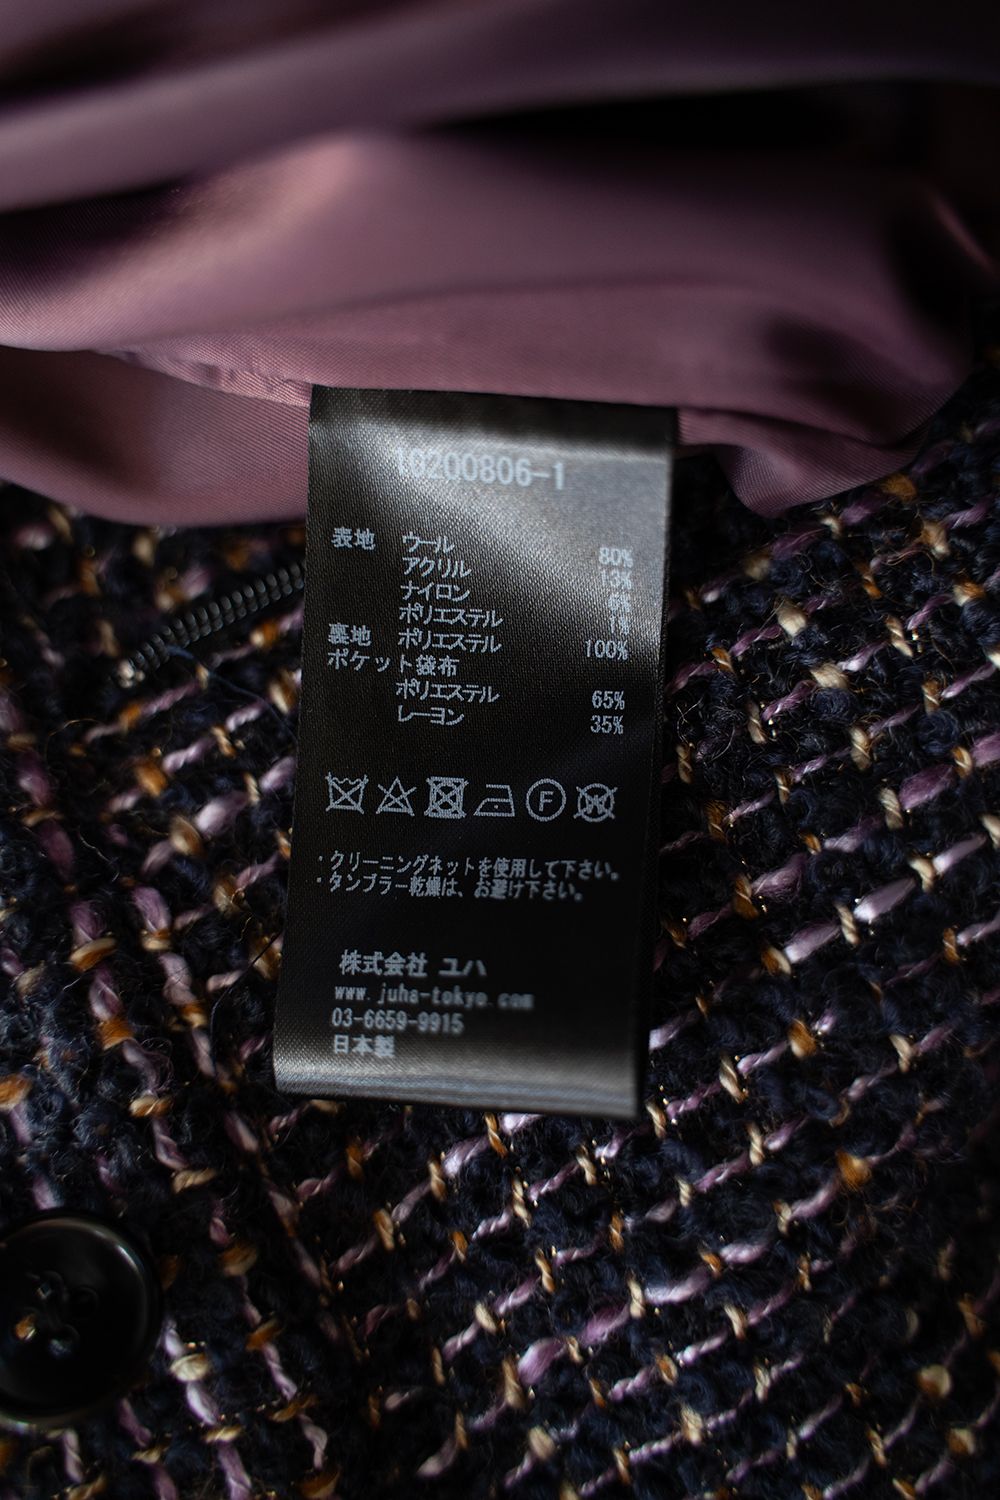 10200806-1
表地 ウール 80%
アクリル 13%
ナイロン 6%
ポリエステル 1%
裏地 ポリエステル 100%
ポケット袋布
ポリエステル 65%
レーヨン 35%
F W
・クリーニングネットを使用して下さい。
・タンブラー乾燥は、お避け下さい。
株式会社 ユハ
www.juha-tokyo.com
03-6659-9915
日本製